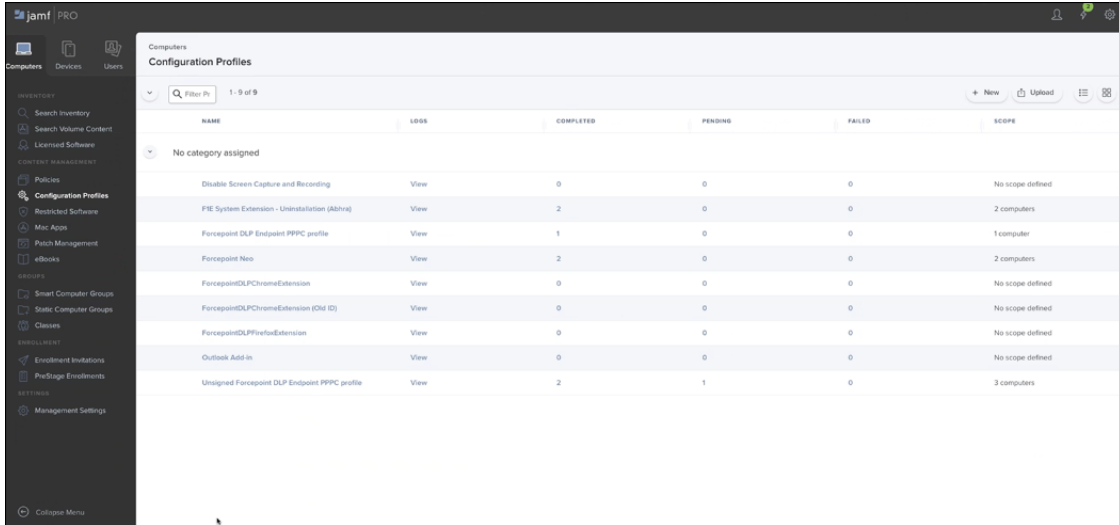 jamf PRO
2
Computers
Devices
Users
INVENTORY
Search Inventory
Search Volume Content
Licensed Software
CONTENT MANAGEMENT
Policies
Configuration Profiles
Restricted Software
Mac Apps
Patch Management
eBooks
GROUPS
Smart Computer Groups
Static Computer Groups
Classes
ENROLLMENT
Enrollment Invitations
PreStage Enrollments
SETTINGS
Management Settings
Collapse Menu
Computers
Configuration Profiles
Filter Pr 1 - 9 of 9 + New Upload
NAME LOGS COMPLETED PENDING FAILED SCOPE
No category assigned
Disable Screen Capture and Recording View 0 0 0 No scope defined
F1E System Extension - Uninstallation (Abhra) View 2 0 0 2 computers
Forcepoint DLP Endpoint PPPC profile View 1 0 0 1 computer
Forcepoint Neo View 2 0 0 2 computers
ForcepointDLPChromeExtension View 0 0 0 No scope defined
ForcepointDLPChromeExtension (Old ID) View 0 0 0 No scope defined
ForcepointDLPFirefoxExtension View 0 0 0 No scope defined
Outlook Add-in View 0 0 0 No scope defined
Unsigned Forcepoint DLP Endpoint PPPC profile View 2 1 0 3 computers